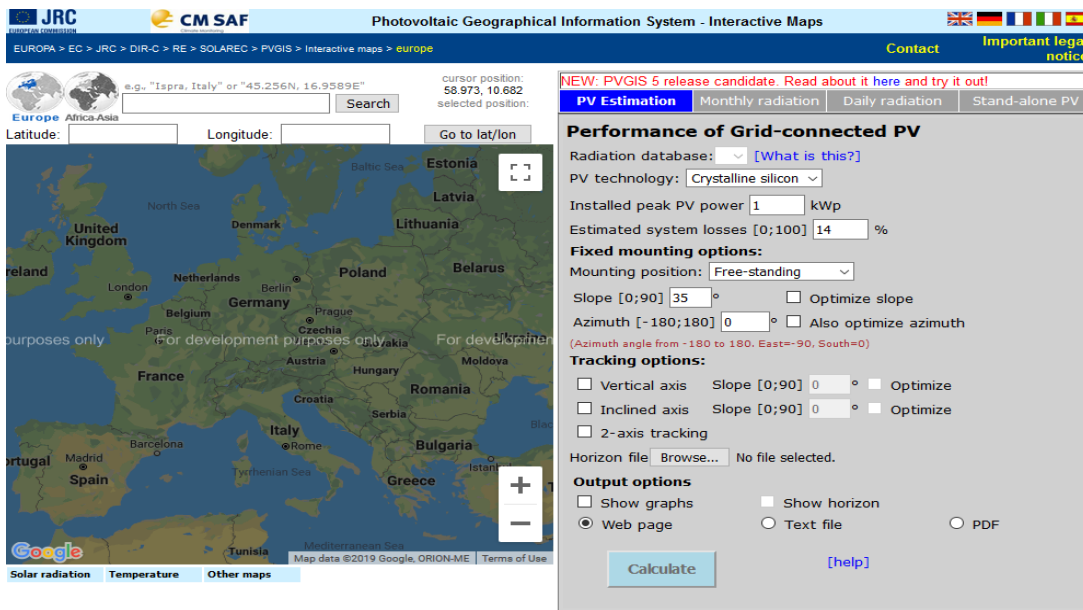 JRC
EUROPEAN COMMISSION
CM SAF
Photovoltaic Geographical Information System - Interactive Maps
EUROPA > EC > JRC > DIR-C > RE > SOLAREC > PVGIS > Interactive maps > europe
Contact
Important lega
notice
Europe Africa-Asia
e.g., "Ispra, Italy" or "45.256N, 16.9589E"
Search
cursor position:
58.973, 10.682
selected position:
Latitude:
Longitude:
Go to lat/lon
Baltic Sea
Estonia
North Sea
Latvia
United
Kingdom
Denmark
Lithuania
reland
London
Netherlands
Berlin
Poland
Belarus
Germany
Belgium
Prague
Paris
Czechia
ourposes only
For development purposes only
Slovakia
For developmen
Ukraine
Austria
Moldova
France
Hungary
Croatia
Romania
Serbia
Italy
Blac
Barcelona
Rome
Bulgaria
ortugal
Madrid
Spain
Tyrrhenian Sea
Greece
Istanb
Google
Tunisia
Mediterranean Sea
Map data ©2019 Google, ORION-ME
Terms of Use
Solar radiation
Temperature
Other maps
NEW: PVGIS 5 release candidate. Read about it here and try it out!
PV Estimation
Monthly radiation
Daily radiation
Stand-alone PV
Performance of Grid-connected PV
Radiation database: [What is this?]
PV technology: Crystalline silicon
Installed peak PV power 1 kWp
Estimated system losses [0;100] 14 %
Fixed mounting options:
Mounting position: Free-standing
Slope [0;90] 35 ° Optimize slope
Azimuth [-180;180] 0 ° Also optimize azimuth
(Azimuth angle from -180 to 180. East=-90, South=0)
Tracking options:
Vertical axis Slope [0;90] 0 ° Optimize
Inclined axis Slope [0;90] 0 ° Optimize
2-axis tracking
Horizon file Browse... No file selected.
Output options
Show graphs Show horizon
Web page Text file PDF
Calculate
[help]